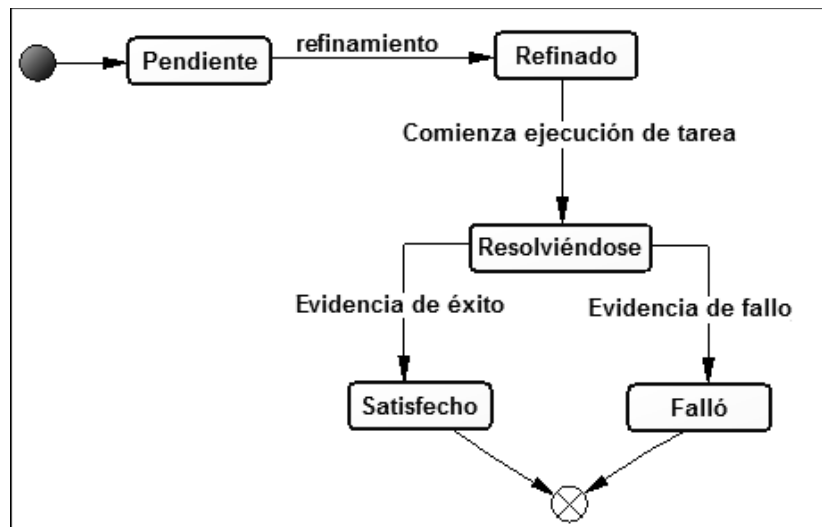 Pendiente
refinamiento
Refinado
Comienza ejecución de tarea
Resolviéndose
Evidencia de éxito
Evidencia de fallo
Satisfecho
Falló